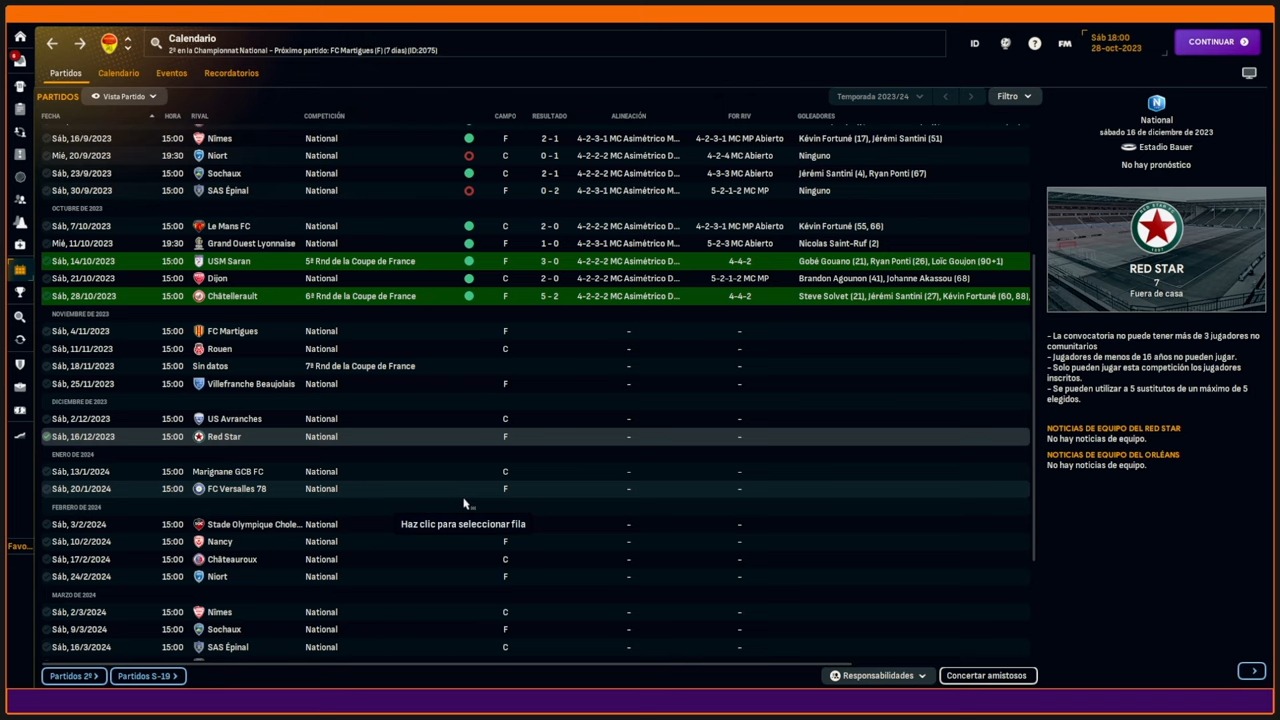 Calendario
2º en la Championnat National - Próximo partido: FC Martigues (F) (7 días)(ID:2075)
ID
FM
Sáb 18:00
28-oct-2023
CONTINUAR
Partidos Calendario Eventos Recordatorios
PARTIDOS Vista Partido Temporada 2023/24 Filtro
FECHA HORA RIVAL COMPETICIÓN CAMPO RESULTADO ALINEACIÓN FOR RIV GOLEADORES
Sáb, 16/9/2023 15:00 Nîmes National F 2 - 1 4-2-3-1 MC Asimétrico M... 4-2-3-1 MC MP Abierto Kévin Fortuné (17), Jérémi Santini (51)
Mié, 20/9/2023 19:30 Niort National C 0 - 1 4-2-2-2 MC Asimétrico D... 4-2-4 MC Abierto Ninguno
Sáb, 23/9/2023 15:00 Sochaux National C 2 - 1 4-2-2-2 MC Asimétrico D... 4-3-3 MC Abierto Jérémi Santini (4), Ryan Ponti (67)
Sáb, 30/9/2023 15:00 SAS Épinal National F 0 - 2 4-2-3-1 MC Asimétrico M... 5-2-1-2 MC MP Ninguno
OCTUBRE DE 2023
Sáb, 7/10/2023 15:00 Le Mans FC National C 2 - 0 4-2-2-2 MC Asimétrico D... 4-2-3-1 MC MP Abierto Kévin Fortuné (55, 66)
Mié, 11/10/2023 19:30 Grand Ouest Lyonnaise National F 1 - 0 4-2-3-1 MC Asimétrico M... 5-2-3 MC Abierto Nicolas Saint-Ruf (2)
Sáb, 14/10/2023 15:00 USM Saran 5ª Rnd de la Coupe de France F 3 - 0 4-2-2-2 MC Asimétrico D... 4-4-2 Gobé Gouano (21), Ryan Ponti (26), Loïc Goujon (90+1)
Sáb, 21/10/2023 15:00 Dijon National C 2 - 0 4-2-2-2 MC Asimétrico D... 5-2-1-2 MC MP Brandon Agounon (41), Johanne Akassou (68)
Sáb, 28/10/2023 15:00 Châtellerault 6ª Rnd de la Coupe de France F 5 - 2 4-2-2-2 MC Asimétrico D... 4-4-2 Steve Solvet (21), Jérémi Santini (27), Kévin Fortuné (60, 88),
NOVIEMBRE DE 2023
Sáb, 4/11/2023 15:00 FC Martigues National F - -
Sáb, 11/11/2023 15:00 Rouen National C - -
Sáb, 18/11/2023 15:00 Sin datos 7ª Rnd de la Coupe de France - -
Sáb, 25/11/2023 15:00 Villefranche Beaujolais National F - -
DICIEMBRE DE 2023
Sáb, 2/12/2023 15:00 US Avranches National C - -
Sáb, 16/12/2023 15:00 Red Star National F - -
ENERO DE 2024
Sáb, 13/1/2024 15:00 Marignane GCB FC National C - -
Sáb, 20/1/2024 15:00 FC Versalles 78 National F - -
FEBRERO DE 2024
Sáb, 3/2/2024 15:00 Stade Olympique Chole... National - -
Haz clic para seleccionar fila
Sáb, 10/2/2024 15:00 Nancy National F - -
Sáb, 17/2/2024 15:00 Châteauroux National C - -
Sáb, 24/2/2024 15:00 Niort National F - -
MARZO DE 2024
Sáb, 2/3/2024 15:00 Nîmes National C - -
Sáb, 9/3/2024 15:00 Sochaux National F - -
Sáb, 16/3/2024 15:00 SAS Épinal National C - -
Favo...
Partidos 2º Partidos S-19 Responsabilidades Concertar amistosos
National
sábado 16 de diciembre de 2023
Estadio Bauer
No hay pronóstico
RED STAR
7
Fuera de casa
- La convocatoria no puede tener más de 3 jugadores no
comunitarios
- Jugadores de menos de 16 años no pueden jugar.
- Solo pueden jugar esta competición los jugadores
inscritos.
- Se pueden utilizar a 5 sustitutos de un máximo de 5
elegidos.
NOTICIAS DE EQUIPO DEL RED STAR
No hay noticias de equipo.
NOTICIAS DE EQUIPO DEL ORLÉANS
No hay noticias de equipo.